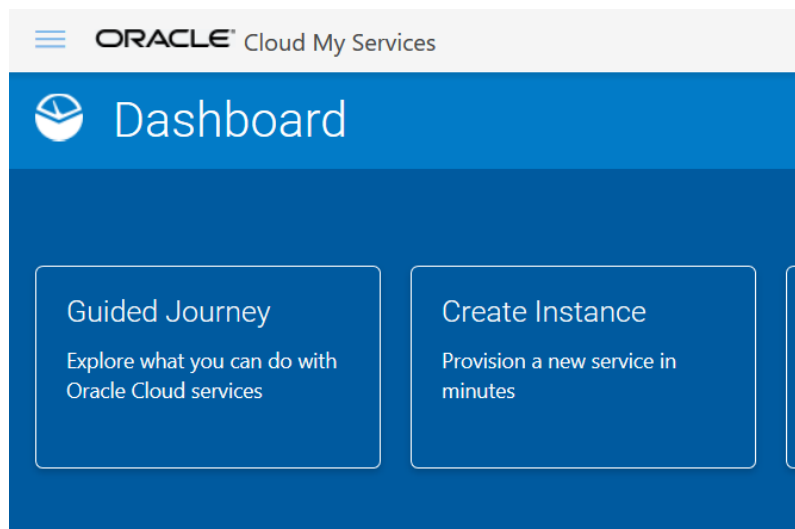 ORACLE Cloud My Services
Dashboard
Guided Journey
Explore what you can do with
Oracle Cloud services
Create Instance
Provision a new service in
minutes